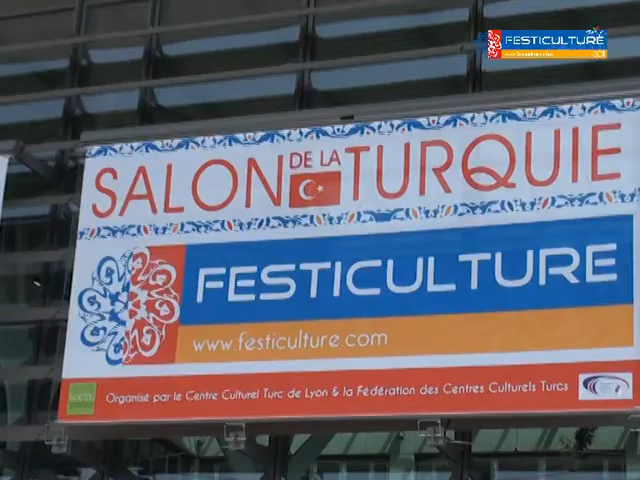 FESTICULTURE
SALON DE LA TURQUIE
FESTICULTURE
www.festiculture.com
Organisé par le Centre Culturel Turc de Lyon & la Fédération des Centres Culturels Turcs